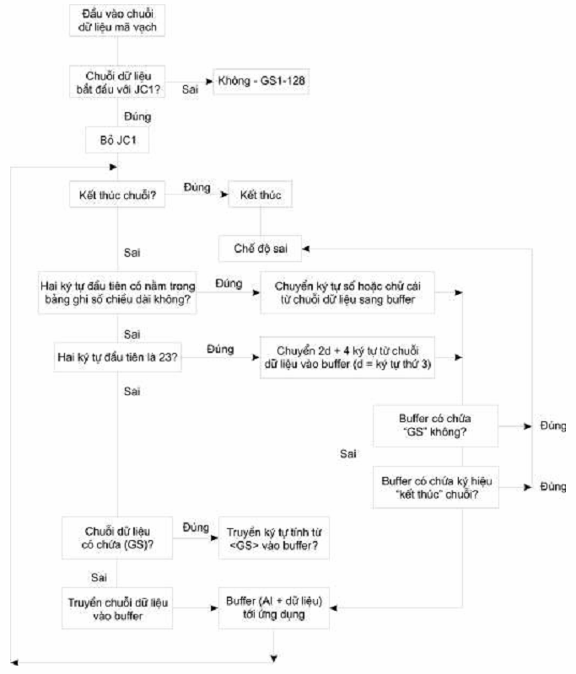 Đầu vào chuỗi
dữ liệu mã vạch
Chuỗi dữ liệu
bắt đầu với JC1?
Sai
Không - GS1-128
Đúng
Bỏ JC1
Kết thúc chuỗi?
Đúng
Kết thúc
Chế độ sai
Sai
Hai ký tự đầu tiên có nằm trong
bảng ghi số chiều dài không?
Đúng
Chuyển ký tự số hoặc chữ cái
từ chuỗi dữ liệu sang buffer
Sai
Hai ký tự đầu tiên là 23?
Đúng
Chuyển 2d + 4 ký tự từ chuỗi
dữ liệu vào buffer (d = ký tự thứ 3)
Sai
Buffer có chứa
"GS" không?
Đúng
Sai
Buffer có chứa ký hiệu
"kết thúc" chuỗi?
Đúng
Chuỗi dữ liệu
có chứa (GS)?
Đúng
Truyền ký tự tính từ
<GS> vào buffer?
Sai
Truyền chuỗi dữ liệu
vào buffer
Buffer (AI + dữ liệu)
tới ứng dụng